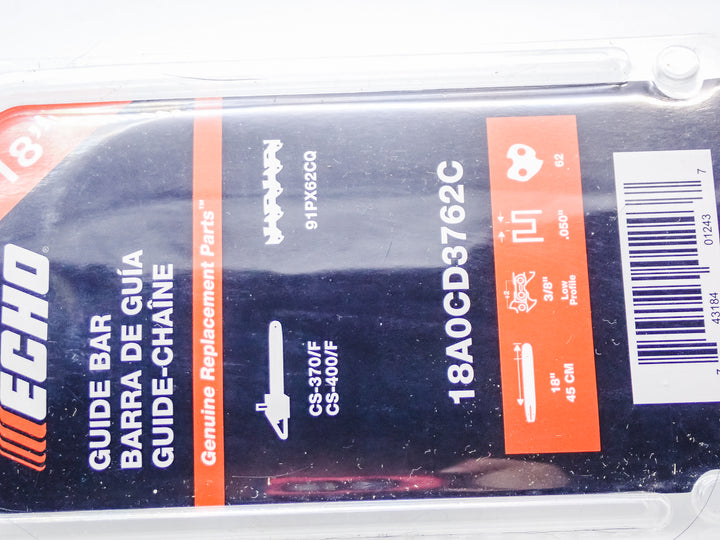 18"
ECHO®
GUIDE BAR
BARRA DE GUÍA
GUIDE-CHAÎNE
Genuine Replacement Parts™
CS-370/F
CS-400/F
91PX62CQ
18A0CD3762C
18"
45 CM
÷2
3/8"
Low
Profile
.050"
62
7 43184 01243 7